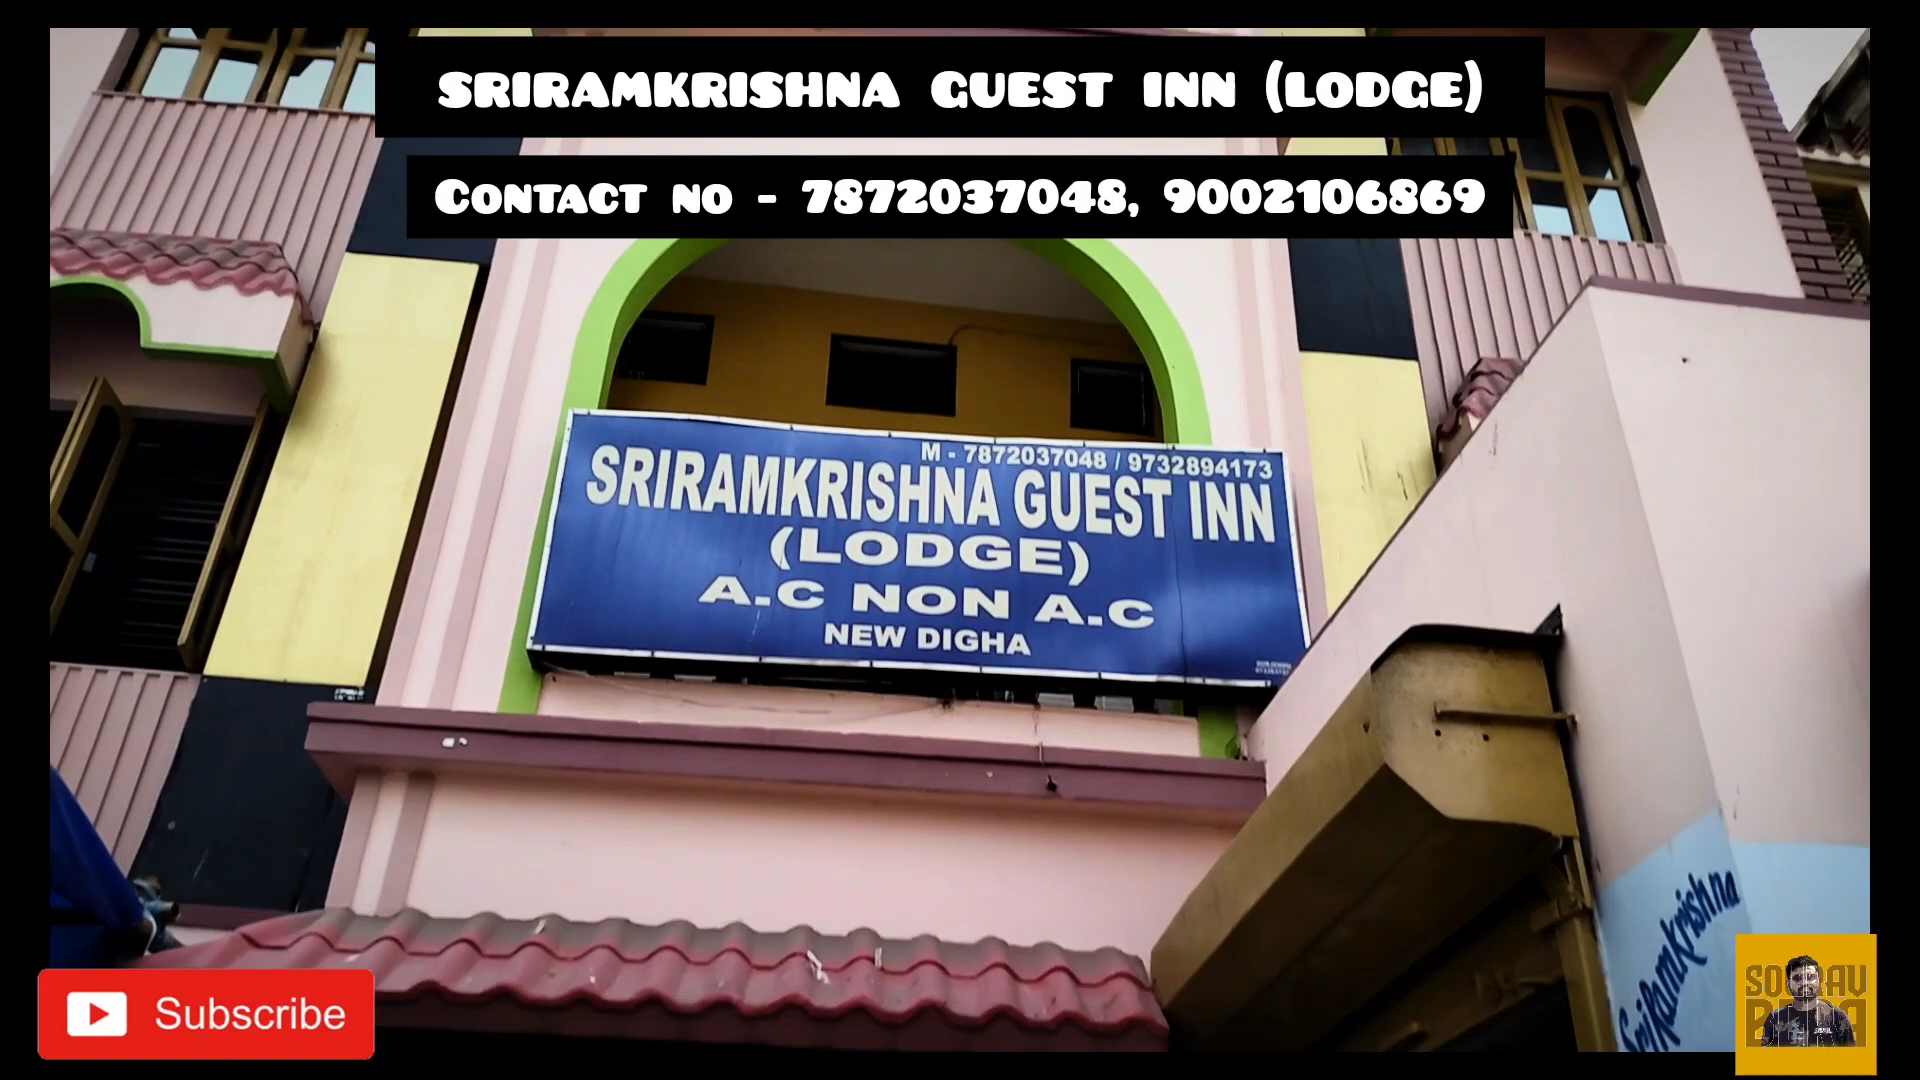 SRIRAMKRISHNA GUEST INN (LODGE)
CONTACT NO - 7872037048, 9002106869
M - 7872037048 / 9732894173
SRIRAMKRISHNA GUEST INN
(LODGE)
A.C NON A.C
NEW DIGHA
SriRamkrishna
Subscribe
SOURAV